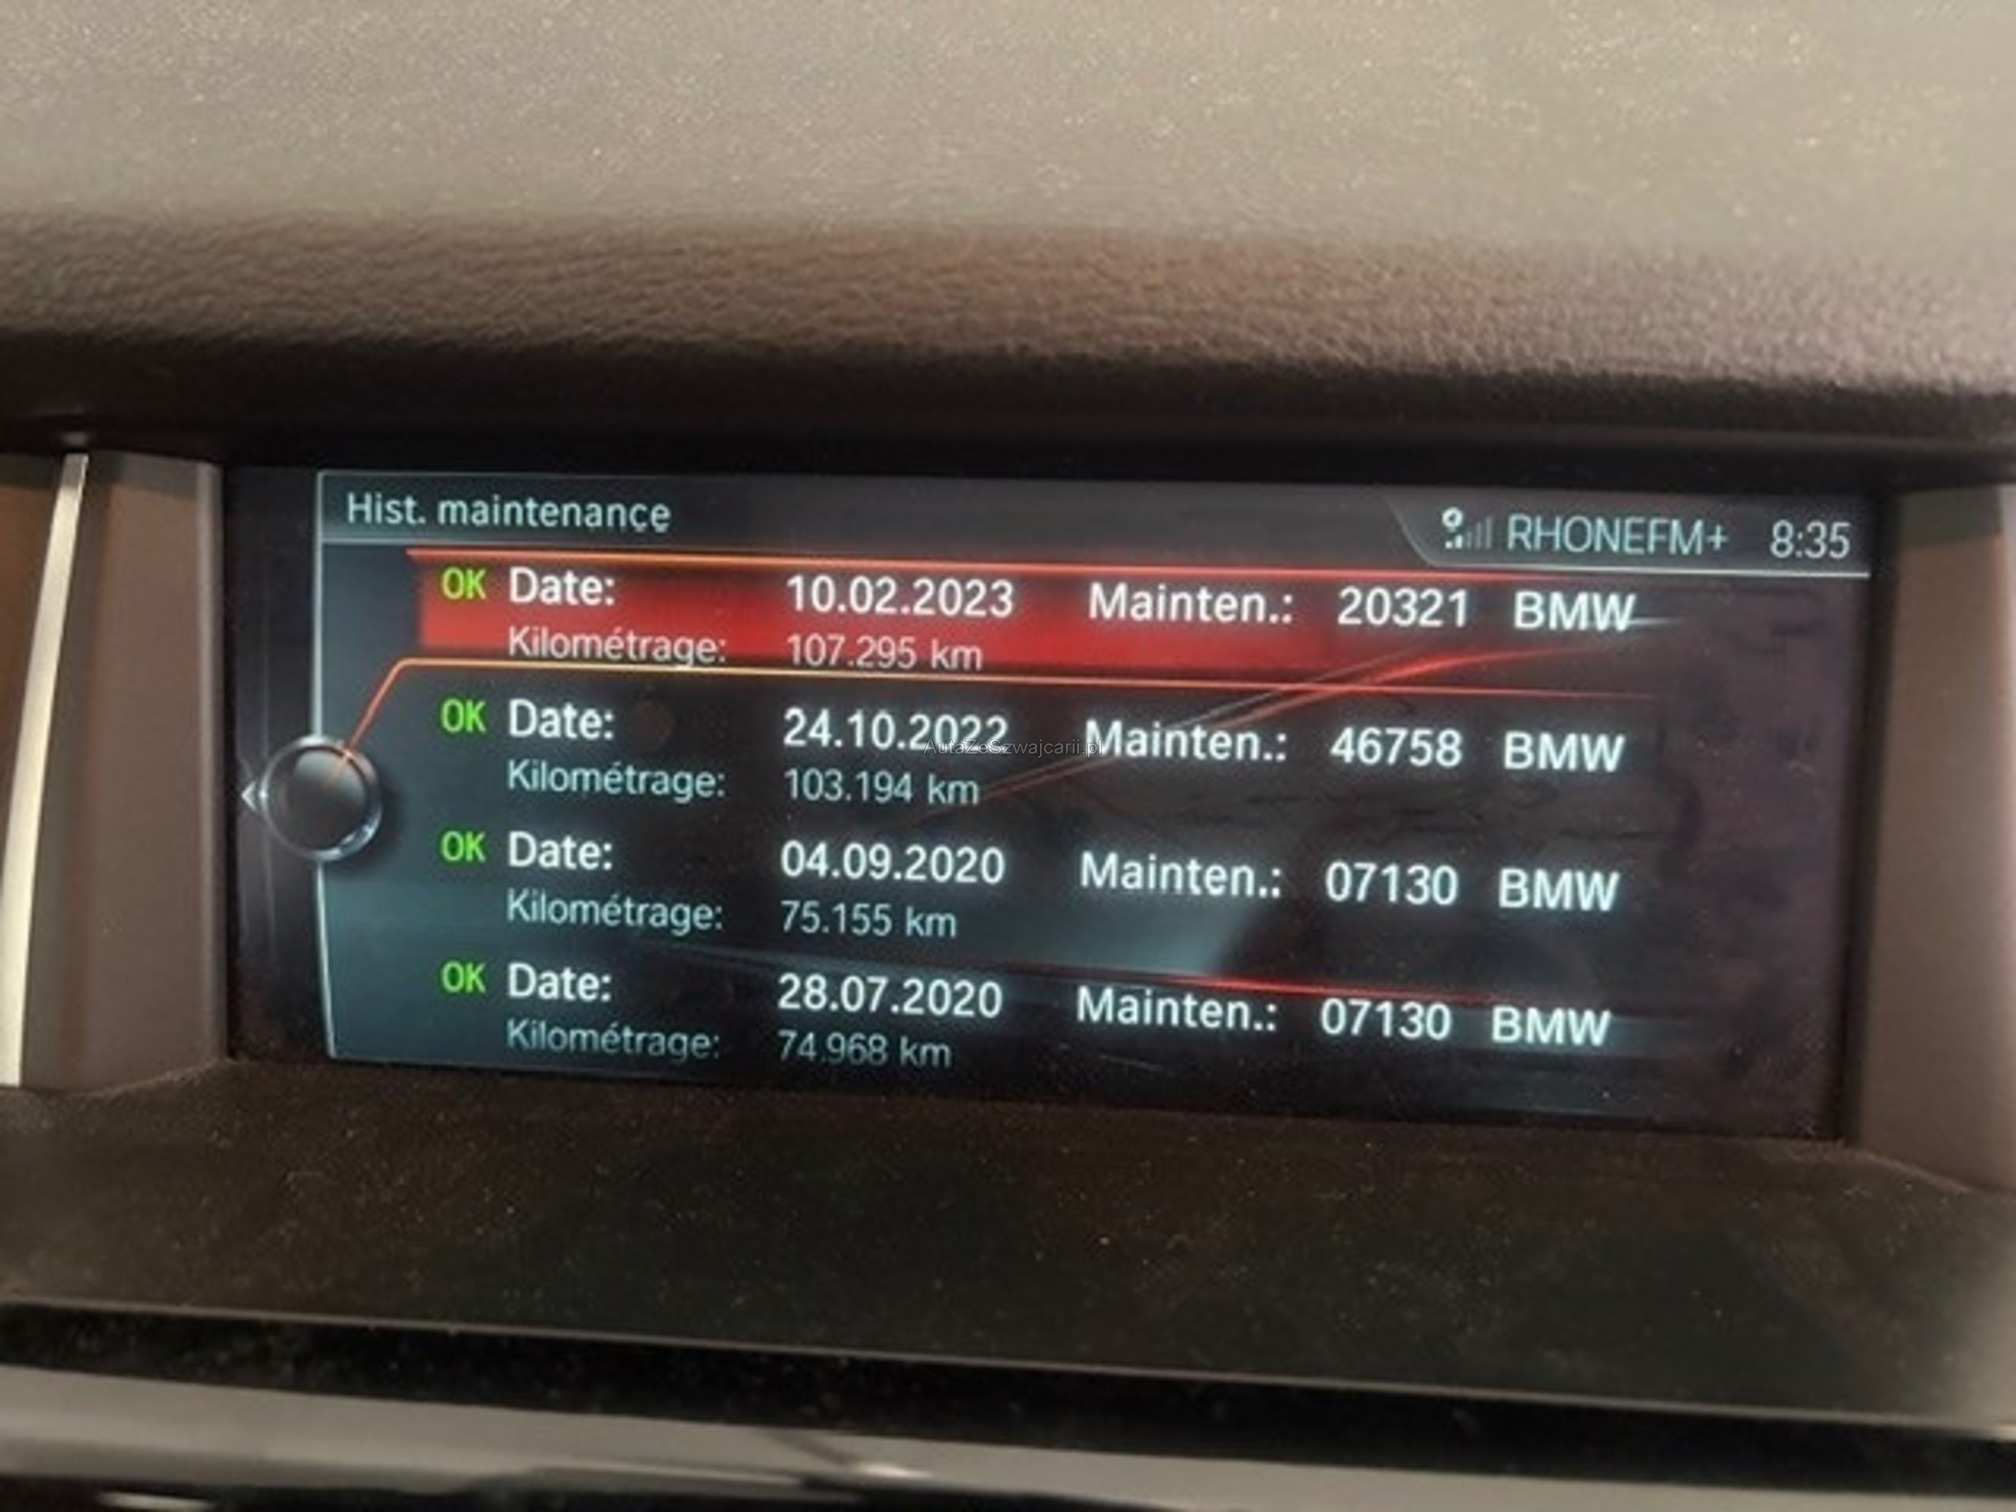 Hist. maintenance RHONEFM+ 8:35
OK Date: 10.02.2023 Mainten.: 20321 BMW
Kilométrage: 107.295 km
OK Date: 24.10.2022 Mainten.: 46758 BMW
AutaZeSzwajcarii.pl
Kilométrage: 103.194 km
OK Date: 04.09.2020 Mainten.: 07130 BMW
Kilométrage: 75.155 km
OK Date: 28.07.2020 Mainten.: 07130 BMW
Kilométrage: 74.968 km